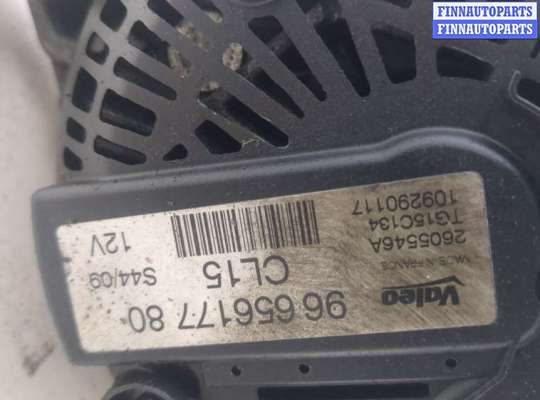 FINNAUTOPARTS
FINNAUTOPARTS
Valeo
MADE IN FRANCE
2605546A
TG15C134
109290117
96 656177 80
CL15
S44/09
12V